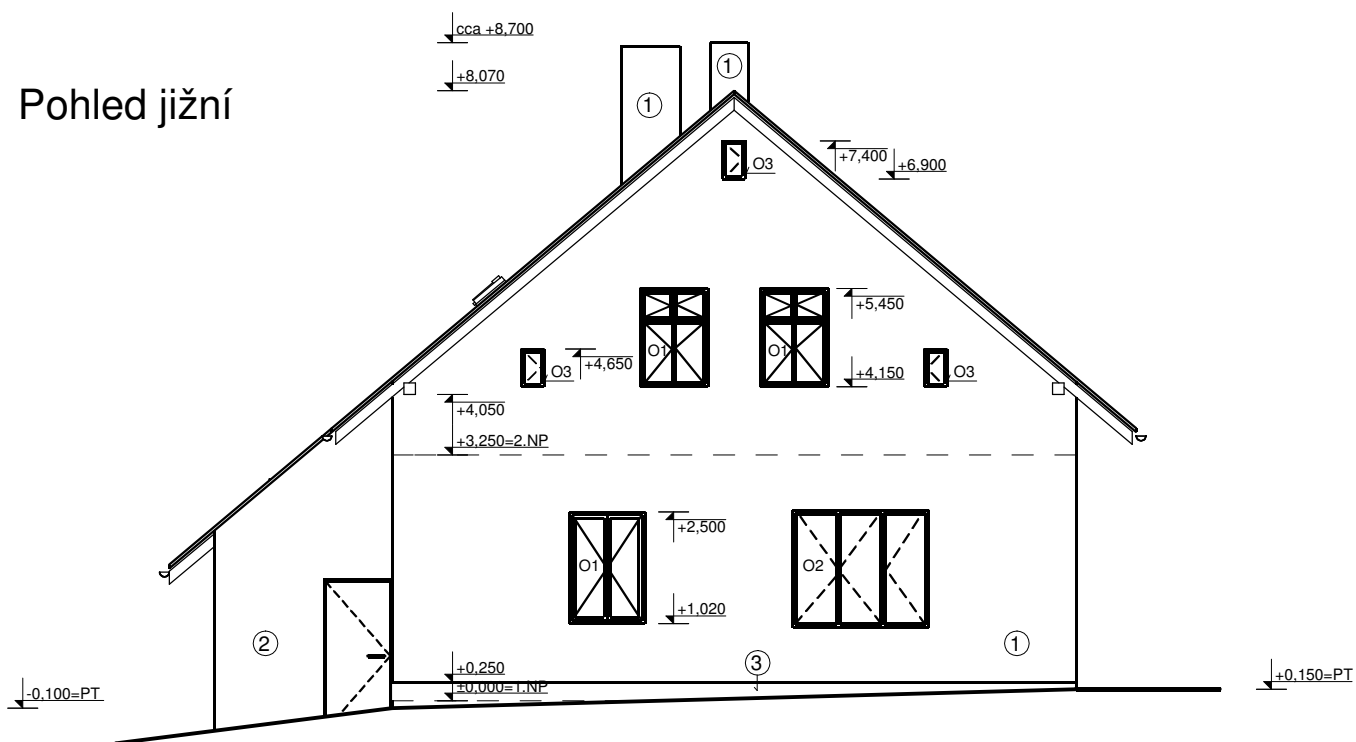 cca +8,700
+8,070
Pohled jižní
1
1
O3
+7,400
+6,900
+5,450
O1
O1
+4,650
O3
+4,150
O3
+4,050
+3,250=2.NP
+2,500
O1
O2
+1,020
2
1
3
+0,250
±0,000=1.NP
-0,100=PT
+0,150=PT